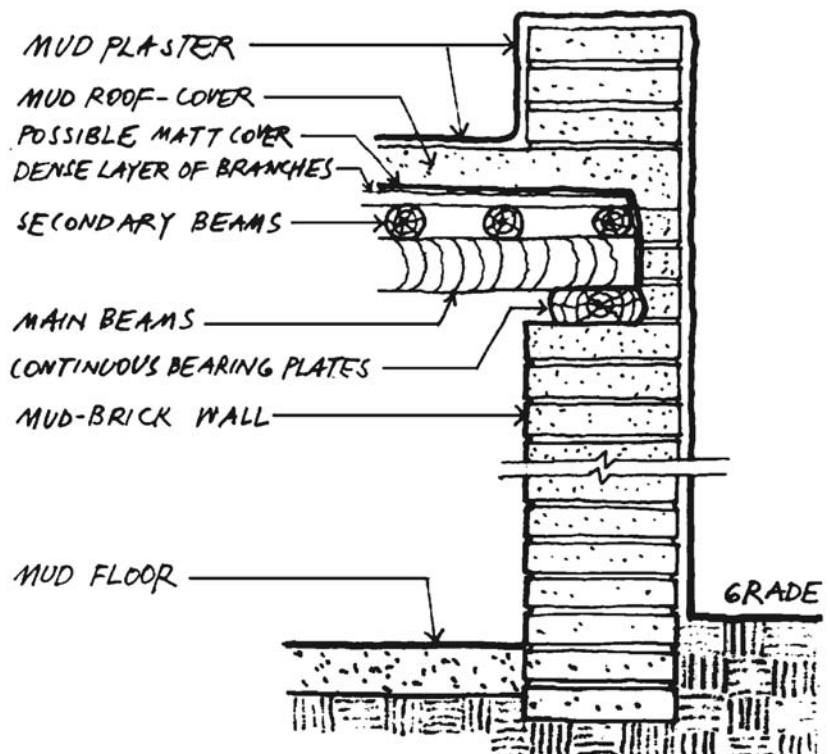 MUD PLASTER
MUD ROOF-COVER
POSSIBLE MATT COVER
DENSE LAYER OF BRANCHES
SECONDARY BEAMS
MAIN BEAMS
CONTINUOUS BEARING PLATES
MUD-BRICK WALL
MUD FLOOR
GRADE